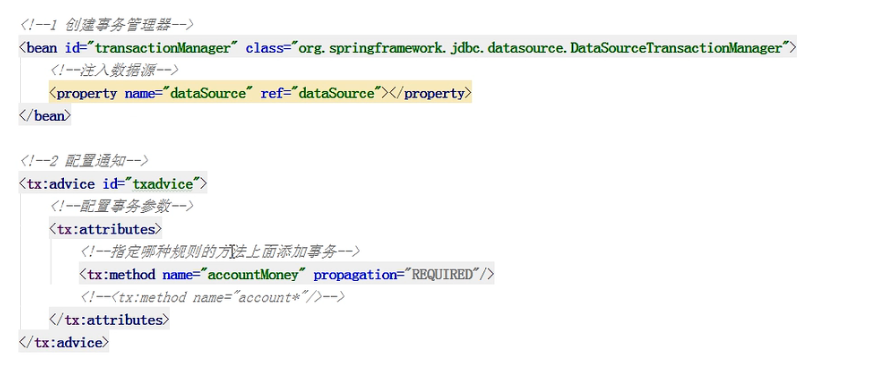 <!--1 创建事务管理器-->
<bean id="transactionManager" class="org.springframework.jdbc.datasource.DataSourceTransactionManager">
<!--注入数据源-->
<property name="dataSource" ref="dataSource"></property>
</bean>
<!--2 配置通知-->
<tx:advice id="txadvice">
<!--配置事务参数-->
<tx:attributes>
<!--指定哪种规则的方法上面添加事务-->
<tx:method name="accountMoney" propagation="REQUIRED"/>
<!--<tx:method name="account*"/>-->
</tx:attributes>
</tx:advice>